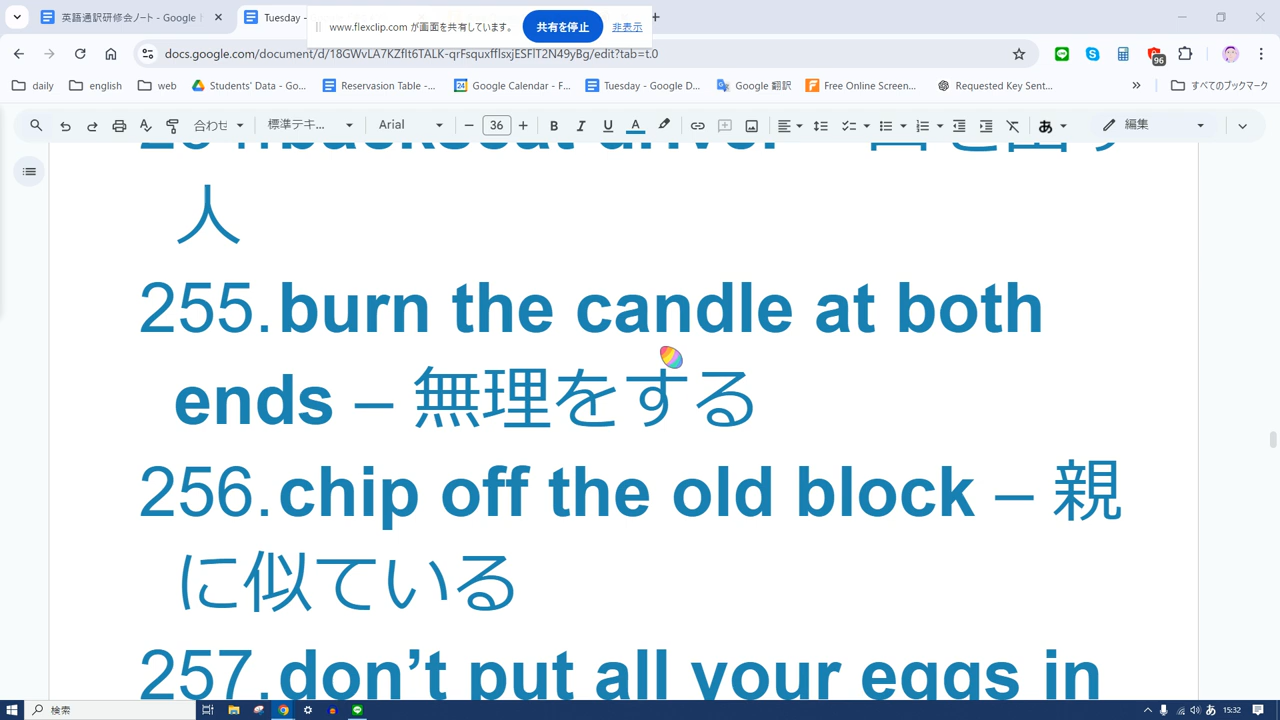 英語通訳研修会ノート - Google
Tuesday -
www.flexclip.com が画面を共有しています。
共有を停止
非表示
docs.google.com/document/d/18GWyLA7KZfIt6TALK-qrFsquxfflsxjESFlT2N49yBg/edit?tab=t.0
96
daily
english
web
Students' Data - Go...
Reservasion Table -...
Google Calendar - F...
Tuesday - Google D...
Google 翻訳
Free Online Screen...
Requested Key Sent...
すべてのブックマーク
合わせ
標準テキ...
Arial
36
編集
人
255.burn the candle at both
ends – 無理をする
256.chip off the old block – 親
に似ている
257.don't put all your eggs in
検索
あ
15:32